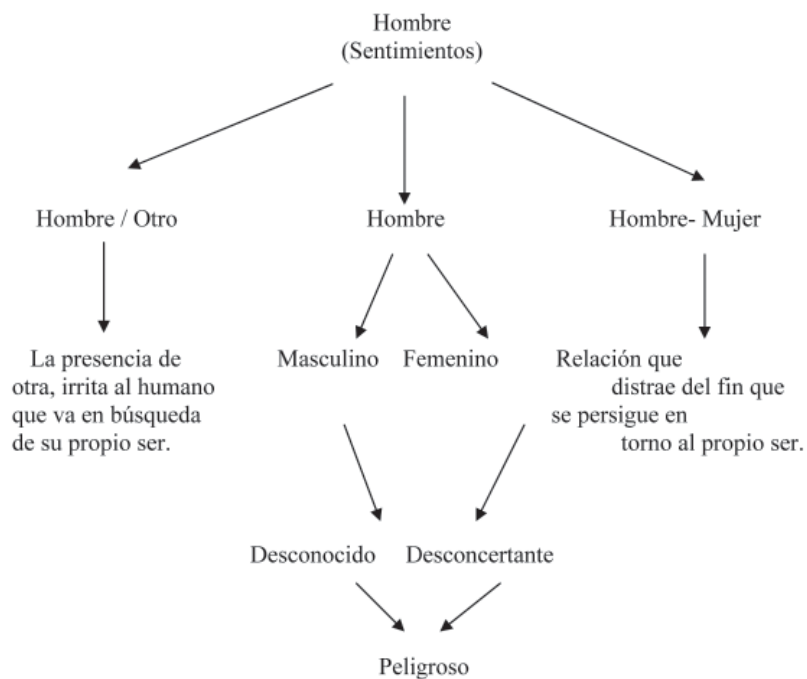 Hombre
(Sentimientos)
Hombre / Otro
Hombre
Hombre- Mujer
La presencia de
otra, irrita al humano
que va en búsqueda
de su propio ser.
Masculino Femenino
Relación que
distrae del fin que
se persigue en
torno al propio ser.
Desconocido Desconcertante
Peligroso